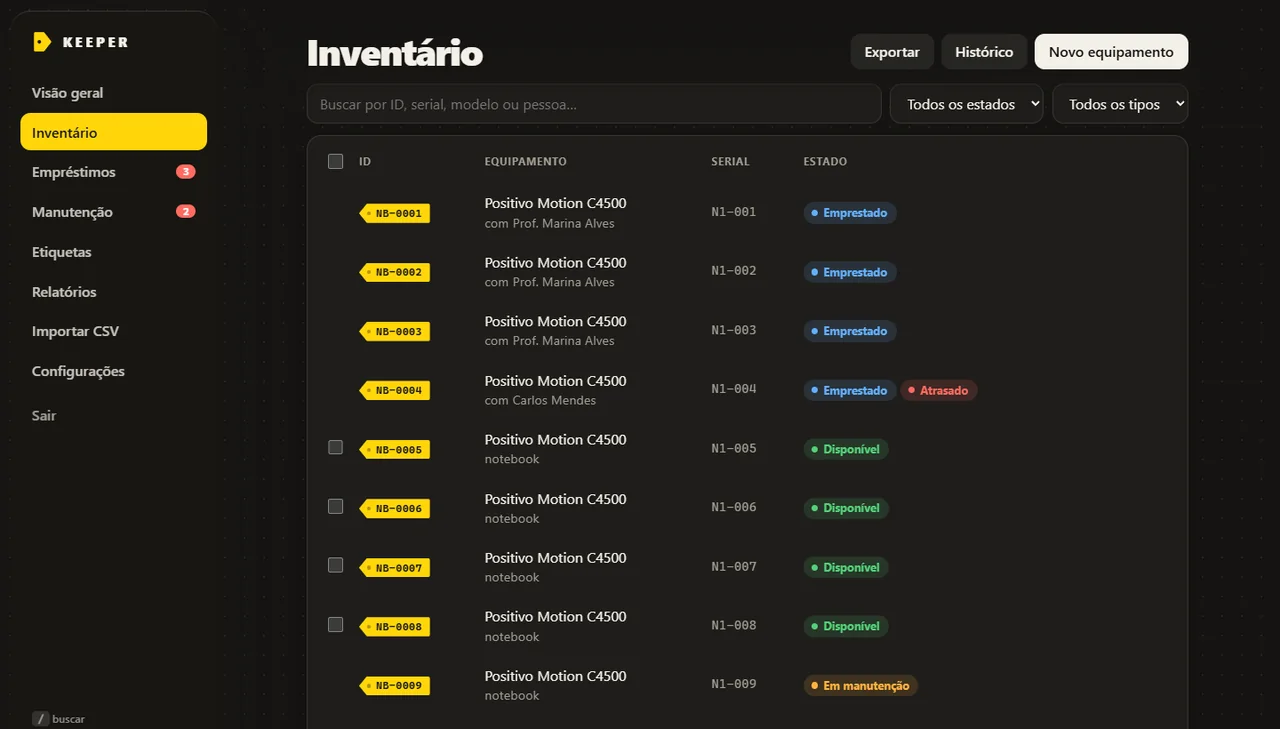 KEEPER
Visão geral
Inventário
Empréstimos 3
Manutenção 2
Etiquetas
Relatórios
Importar CSV
Configurações
Sair
/ buscar
Inventário
Exportar Histórico Novo equipamento
Buscar por ID, serial, modelo ou pessoa... Todos os estados Todos os tipos
ID EQUIPAMENTO SERIAL ESTADO
NB-0001 Positivo Motion C4500 N1-001 Emprestado
com Prof. Marina Alves
NB-0002 Positivo Motion C4500 N1-002 Emprestado
com Prof. Marina Alves
NB-0003 Positivo Motion C4500 N1-003 Emprestado
com Prof. Marina Alves
NB-0004 Positivo Motion C4500 N1-004 Emprestado Atrasado
com Carlos Mendes
NB-0005 Positivo Motion C4500 N1-005 Disponível
notebook
NB-0006 Positivo Motion C4500 N1-006 Disponível
notebook
NB-0007 Positivo Motion C4500 N1-007 Disponível
notebook
NB-0008 Positivo Motion C4500 N1-008 Disponível
notebook
NB-0009 Positivo Motion C4500 N1-009 Em manutenção
notebook